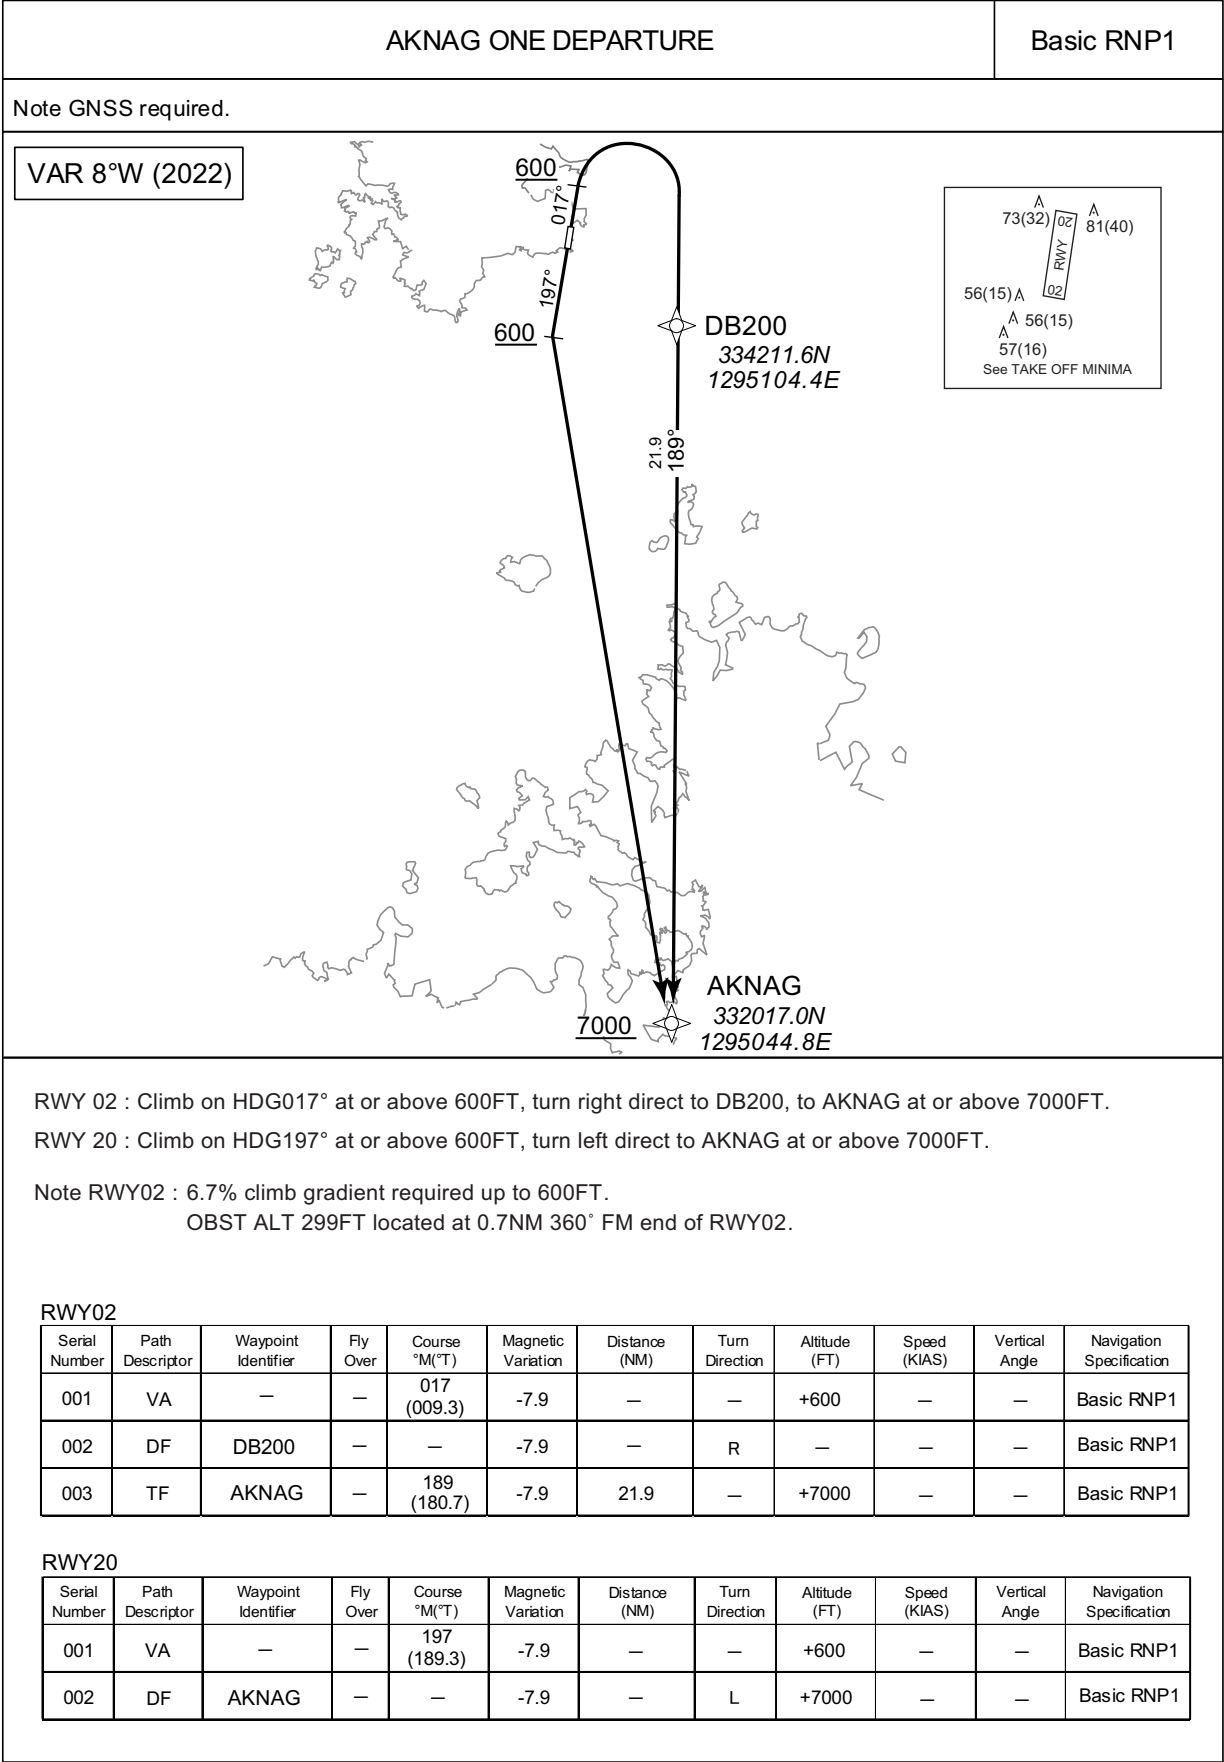 AKNAG ONE DEPARTURE
Basic RNP1
Note GNSS required.
VAR 8°W (2022)
600
017°
197°
600
DB200
334211.6N
1295104.4E
21.9
189°
73(32)
20
81(40)
RWY
56(15)
02
56(15)
57(16)
See TAKE OFF MINIMA
AKNAG
332017.0N
7000
1295044.8E
RWY 02 : Climb on HDG017° at or above 600FT, turn right direct to DB200, to AKNAG at or above 7000FT.
RWY 20 : Climb on HDG197° at or above 600FT, turn left direct to AKNAG at or above 7000FT.
Note RWY02 : 6.7% climb gradient required up to 600FT.
OBST ALT 299FT located at 0.7NM 360° FM end of RWY02.
RWY02
Serial Number Path Descriptor Waypoint Identifier Fly Over Course °M(°T) Magnetic Variation Distance (NM) Turn Direction Altitude (FT) Speed (KIAS) Vertical Angle Navigation Specification
001 VA — — 017 (009.3) -7.9 — — +600 — — Basic RNP1
002 DF DB200 — — -7.9 — R — — — Basic RNP1
003 TF AKNAG — 189 (180.7) -7.9 21.9 — +7000 — — Basic RNP1
RWY20
Serial Number Path Descriptor Waypoint Identifier Fly Over Course °M(°T) Magnetic Variation Distance (NM) Turn Direction Altitude (FT) Speed (KIAS) Vertical Angle Navigation Specification
001 VA — — 197 (189.3) -7.9 — — +600 — — Basic RNP1
002 DF AKNAG — — -7.9 — L +7000 — — Basic RNP1